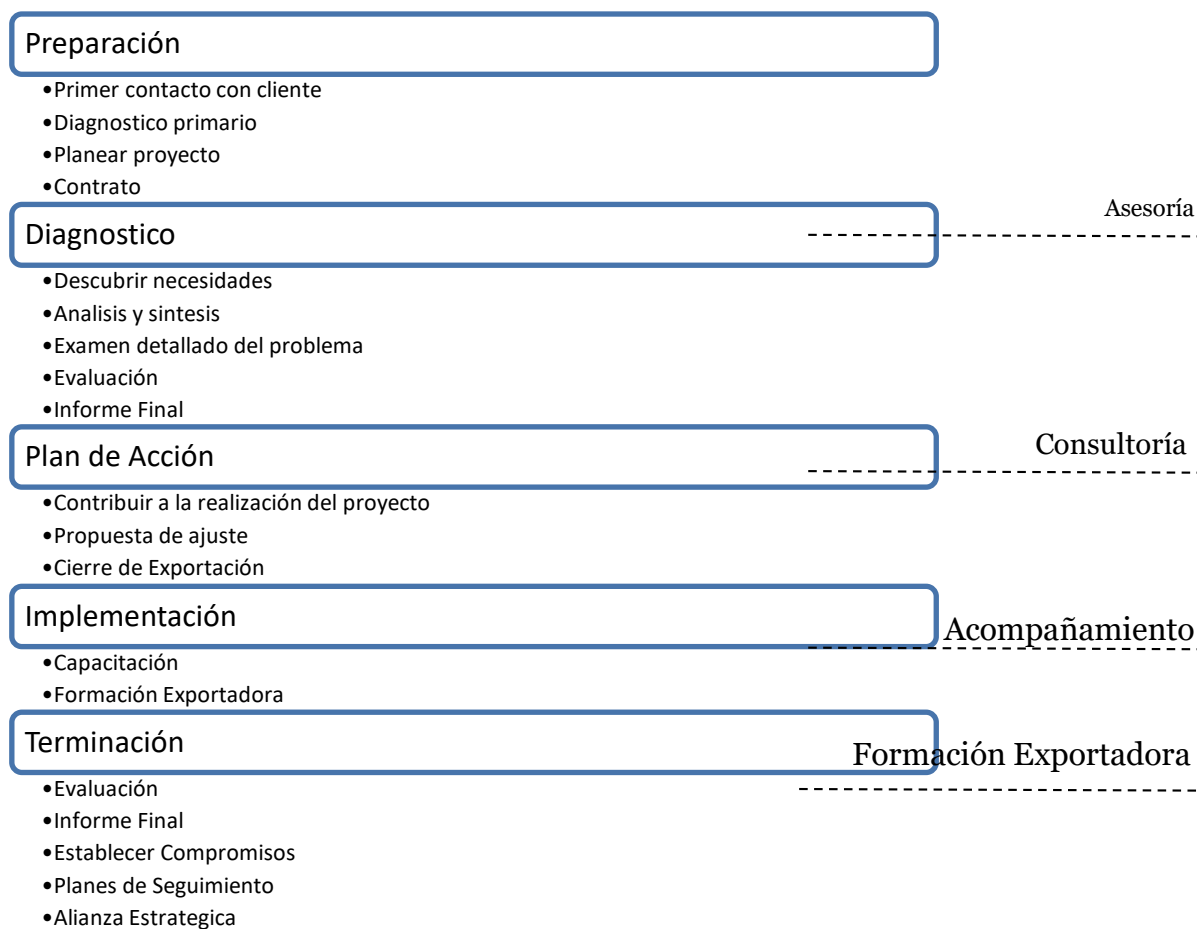 Preparación
•Primer contacto con cliente
•Diagnostico primario
•Planear proyecto
•Contrato
Asesoría
Diagnostico
•Descubrir necesidades
•Analisis y sintesis
•Examen detallado del problema
•Evaluación
•Informe Final
Consultoría
Plan de Acción
•Contribuir a la realización del proyecto
•Propuesta de ajuste
•Cierre de Exportación
Implementación
Acompañamiento
•Capacitación
•Formación Exportadora
Terminación
Formación Exportadora
•Evaluación
•Informe Final
•Establecer Compromisos
•Planes de Seguimiento
•Alianza Estrategica